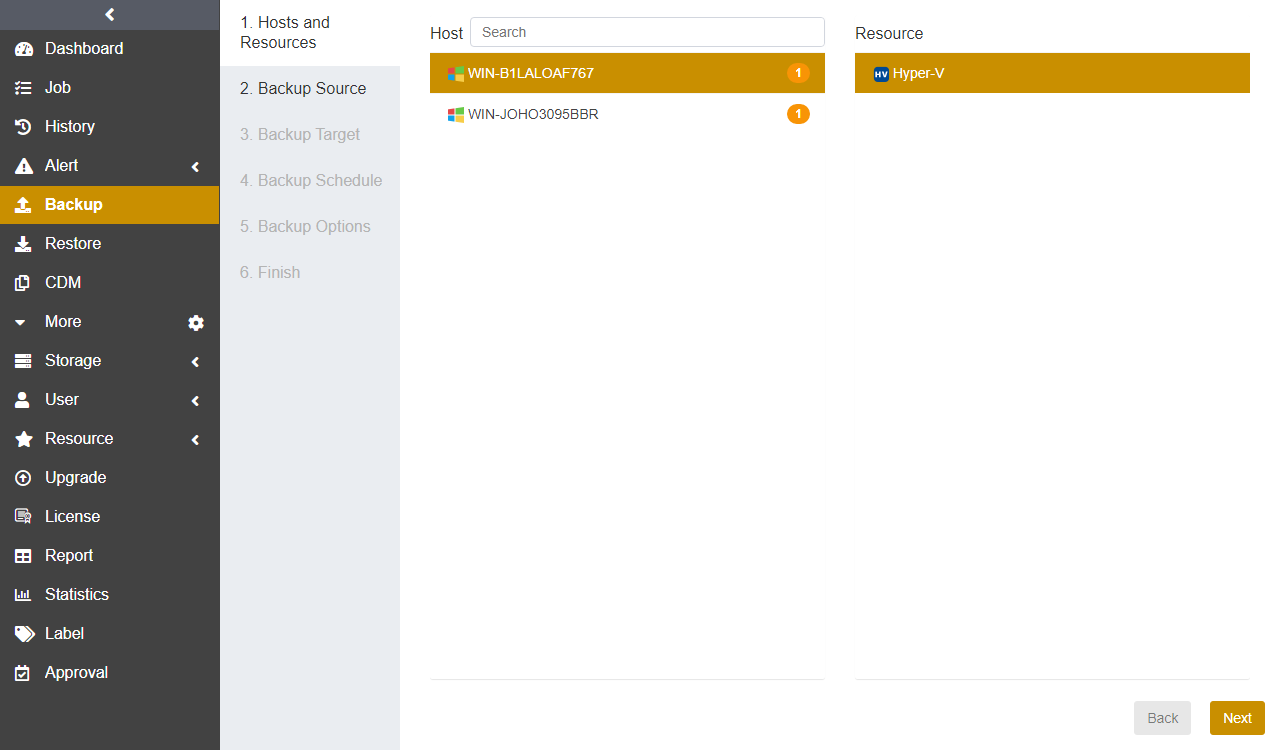 Dashboard
Job
History
Alert
Backup
Restore
CDM
More
Storage
User
Resource
Upgrade
License
Report
Statistics
Label
Approval
1. Hosts and
Resources
2. Backup Source
3. Backup Target
4. Backup Schedule
5. Backup Options
6. Finish
Host Search
WIN-B1LALOAF767 1
WIN-JOHO3095BBR 1
Resource
HV Hyper-V
Back Next